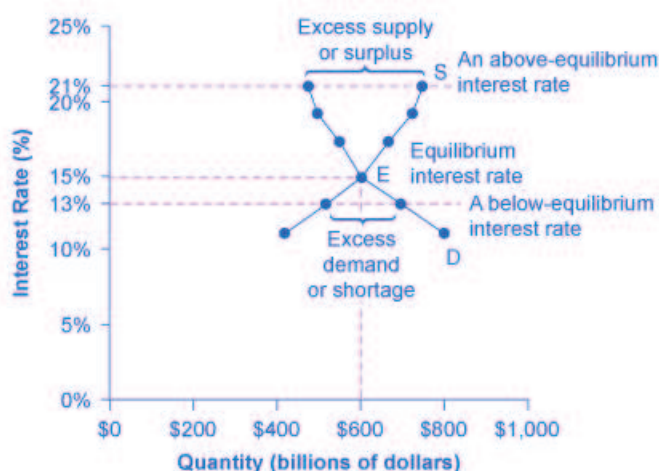 25%
Excess supply
or surplus
S
An above-equilibrium
interest rate
21%
20%
Interest Rate (%)
15%
E
Equilibrium
interest rate
13%
A below-equilibrium
interest rate
10%
Excess
demand
or shortage
D
5%
0%
$0
$200
$400
$600
$800
$1,000
Quantity (billions of dollars)